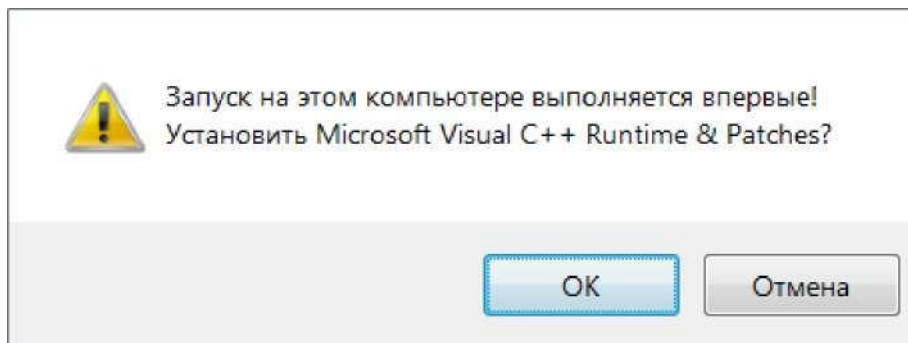 Запуск на этом компьютере выполняется впервые!
Установить Microsoft Visual C++ Runtime & Patches?
OK
Отмена